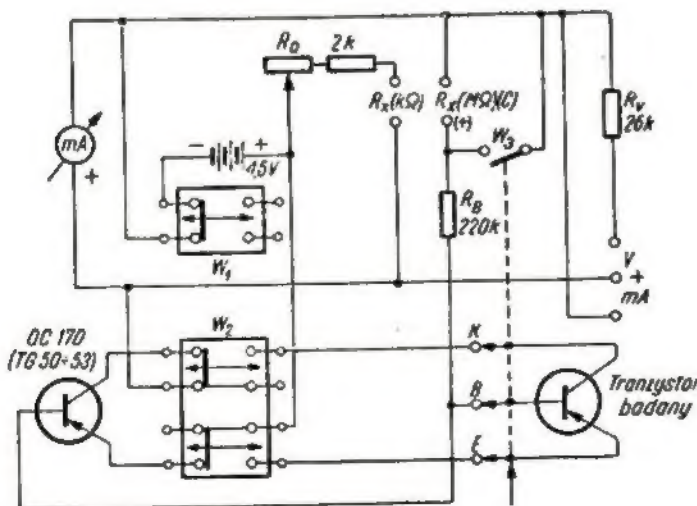 R₀ 2k
Rₓ(kΩ)
Rₓ(MΩ)(C)
(+)
W₃
Rᵥ
26k
mA
+
- +
4,5V
W₁
R_B
220k
V
+
mA
W₂
OC 170
(TG 50÷53)
K
B
E
Tranzystor
badany